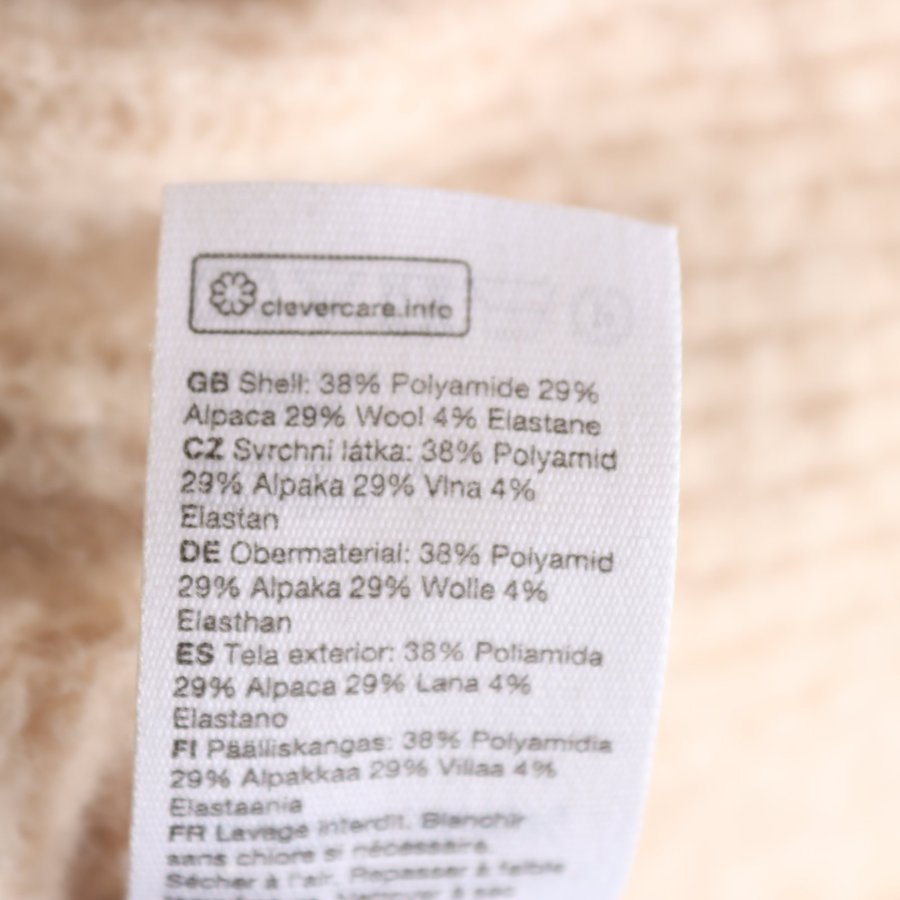 clevercare.info
GB Shell: 38% Polyamide 29%
Alpaca 29% Wool 4% Elastane
CZ Svrchní látka: 38% Polyamid
29% Alpaka 29% Vlna 4%
Elastan
DE Obermaterial: 38% Polyamid
29% Alpaka 29% Wolle 4%
Elasthan
ES Tela exterior: 38% Poliamida
29% Alpaca 29% Lana 4%
Elastano
FI Päälliskangas: 38% Polyamidia
29% Alpakkaa 29% Villaa 4%
Elastaania
FR Lavage interdit. Blanchir
sans chlore si nécessaire.
Sécher à l'air. Repasser à faible